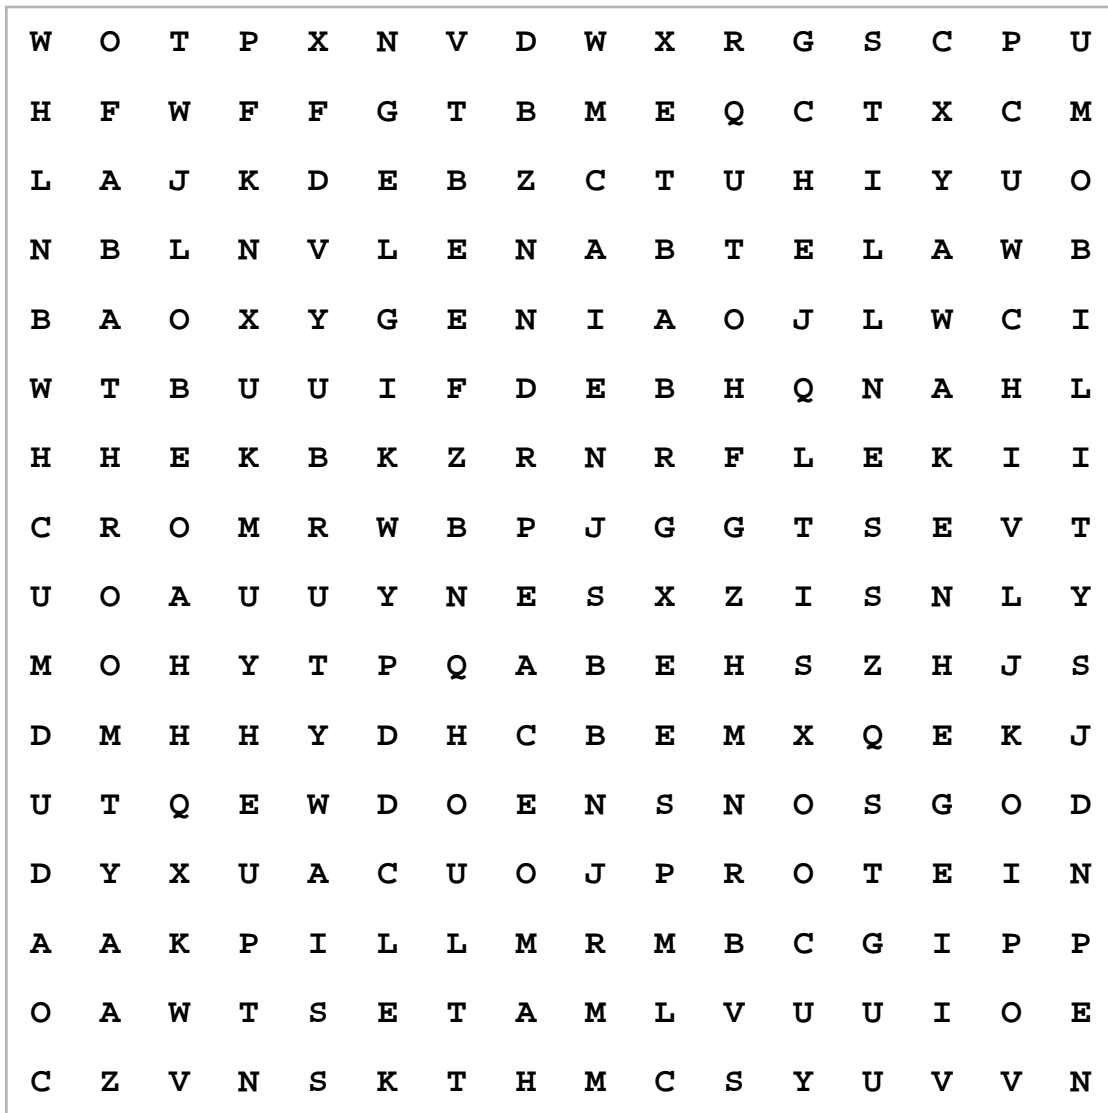 W O T P X N V D W X R G S C P U
H F W F F G T B M E Q C T X C M
L A J K D E B Z C T U H I Y U O
N B L N V L E N A B T E L A W B
B A O X Y G E N I A O J L W C I
W T B U U I F D E B H Q N A H L
H H E K B K Z R N R F L E K I I
C R O M R W B P J G G T S E V T
U O A U U Y N E S X Z I S N L Y
M O H Y T P Q A B E H S Z H J S
D M H H Y D H C B E M X Q E K J
U T Q E W D O E N S N O S G O D
D Y X U A C U O J P R O T E I N
A A K P I L L M R M B C G I P P
O A W T S E T A M L V U U I O E
C Z V N S K T H M C S Y U V V N